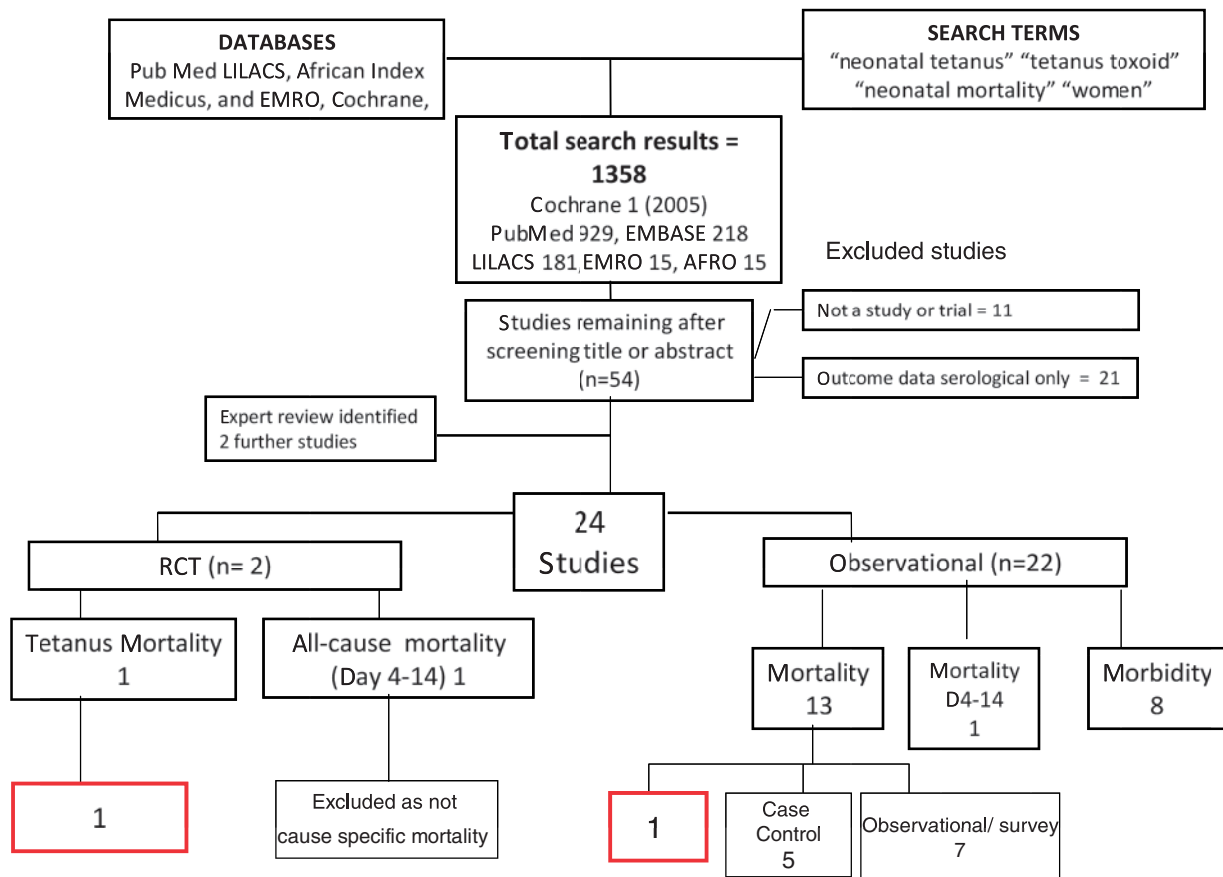 DATABASES
Pub Med LILACS, African Index
Medicus, and EMRO, Cochrane,
SEARCH TERMS
“neonatal tetanus” “tetanus toxoid”
“neonatal mortality” “women”
Total search results =
1358
Cochrane 1 (2005)
PubMed 929, EMBASE 218
LILACS 181, EMRO 15, AFRO 15
Excluded studies
Studies remaining after
screening title or abstract
(n=54)
Not a study or trial = 11
Outcome data serological only = 21
Expert review identified
2 further studies
24
Studies
RCT (n= 2)
Observational (n=22)
Tetanus Mortality
1
All-cause mortality
(Day 4-14) 1
Mortality
13
Mortality
D4-14
1
Morbidity
8
1
Excluded as not
cause specific mortality
1
Case
Control
5
Observational/ survey
7